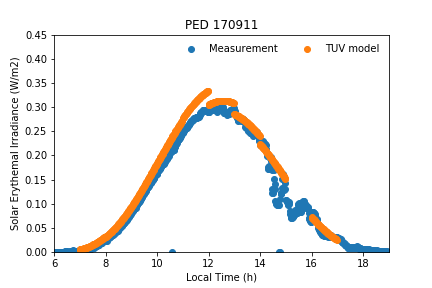 PED 170911
Measurement TUV model
Solar Erythemal Irradiance (W/m2)
0.45
0.40
0.35
0.30
0.25
0.20
0.15
0.10
0.05
0.00
6 8 10 12 14 16 18
Local Time (h)